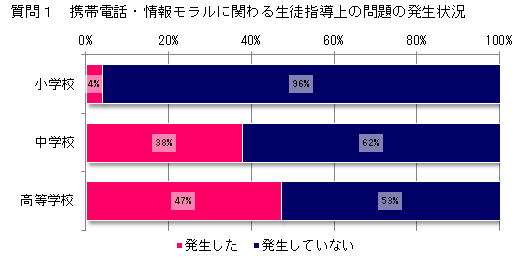 質問１　携帯電話・情報モラルに関わる生徒指導上の問題の発生状況
0% 20% 40% 60% 80% 100%
小学校 4% 96%
中学校 38% 62%
高等学校 47% 53%
発生した 発生していない